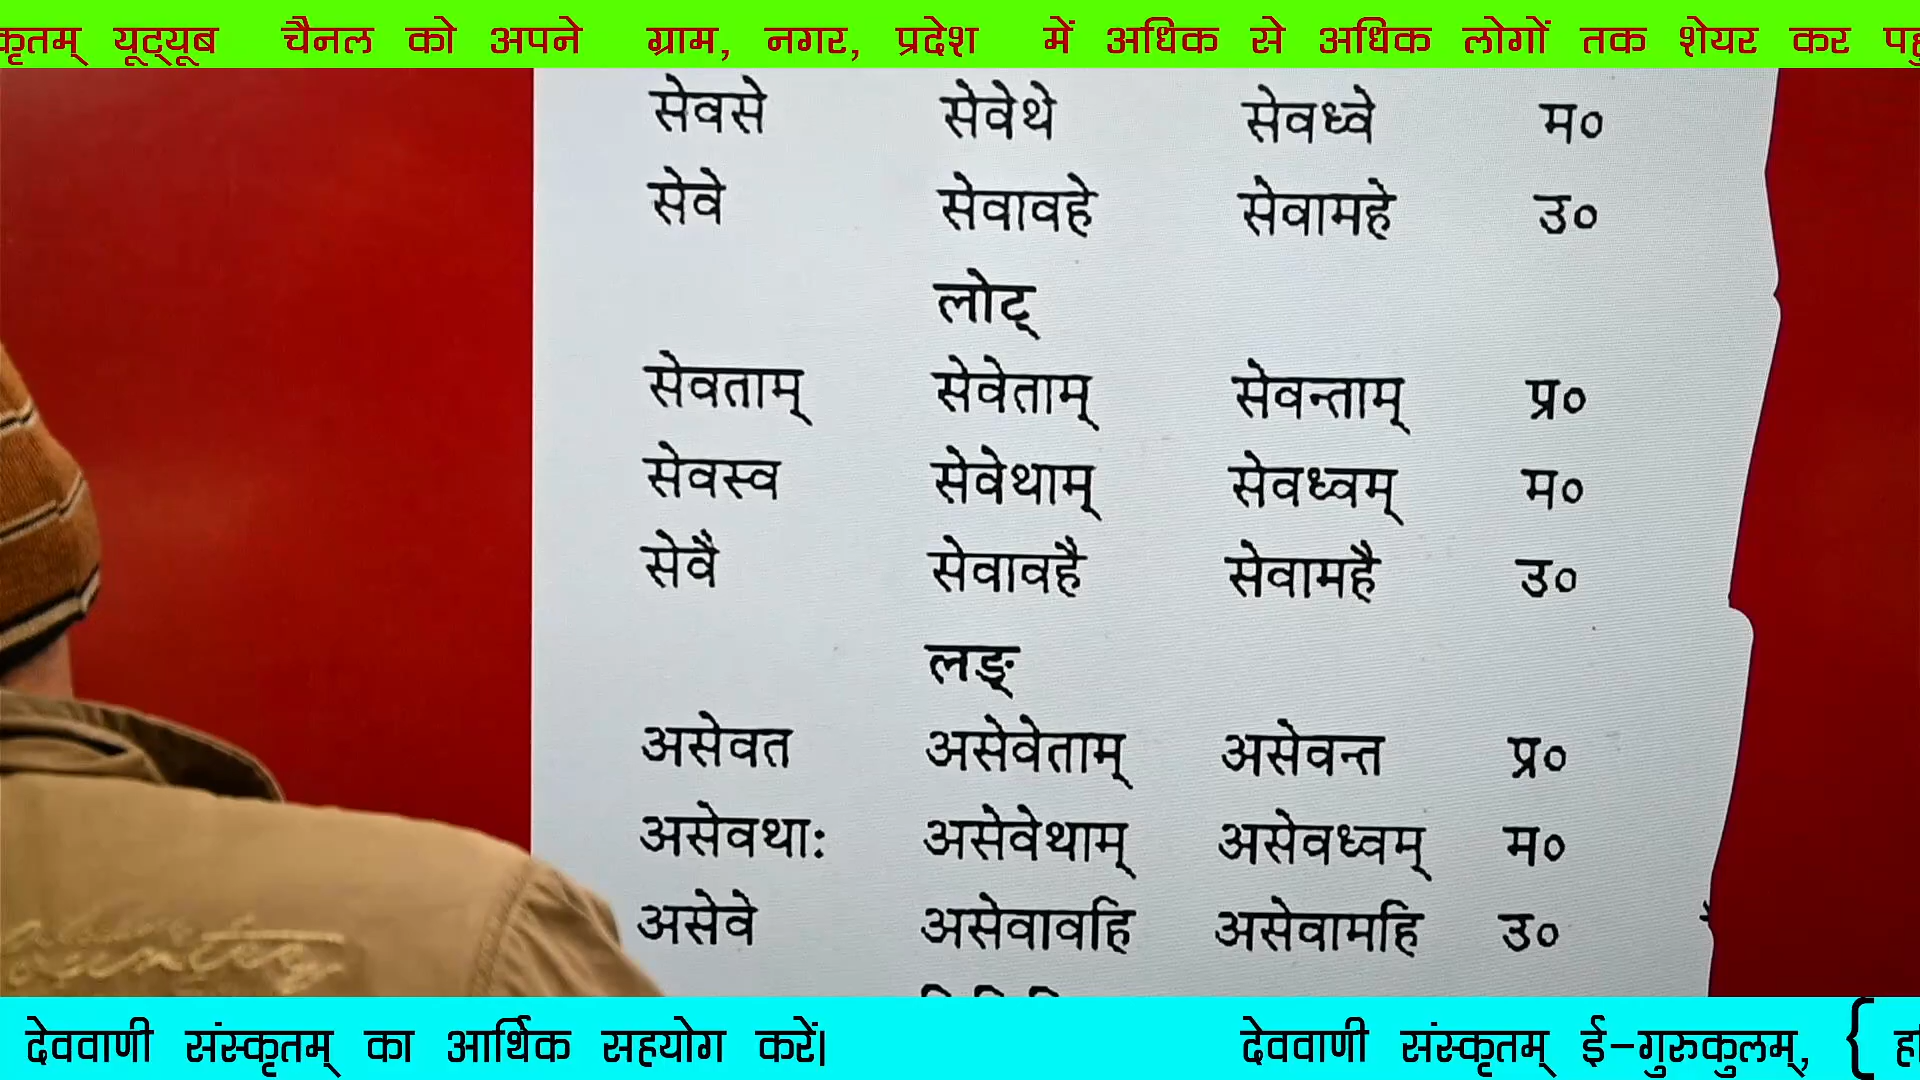 यूट्यूब चैनल को अपने ग्राम, नगर, प्रदेश में अधिक से अधिक लोगों तक शेयर कर
सेवसे सेवेथे सेवध्वे म०
सेवे सेवावहे सेवामहे उ०
लोट्
सेवताम् सेवेताम् सेवन्ताम् प्र०
सेवस्व सेवेथाम् सेवध्वम् म०
सेवै सेवावहै सेवामहै उ०
लङ्
असेवत असेवेताम् असेवन्त प्र०
असेवथाः असेवेथाम् असेवध्वम् म०
असेवे असेवावहि असेवामहि उ०
देववाणी संस्कृतम् का आर्थिक सहयोग करें। देववाणी संस्कृतम् ई-गुरुकुलम्, {